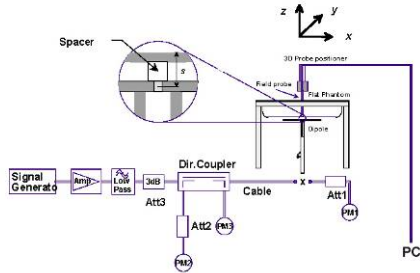 z
y
x
Spacer
s
3D Probe positioner
Field probe
Flat Phantom
Dipole
Signal
Generato
Amp
Low
Pass
3dB
Att3
Dir.Coupler
Cable
x
Att1
PM1
Att2
PM3
PM2
PC